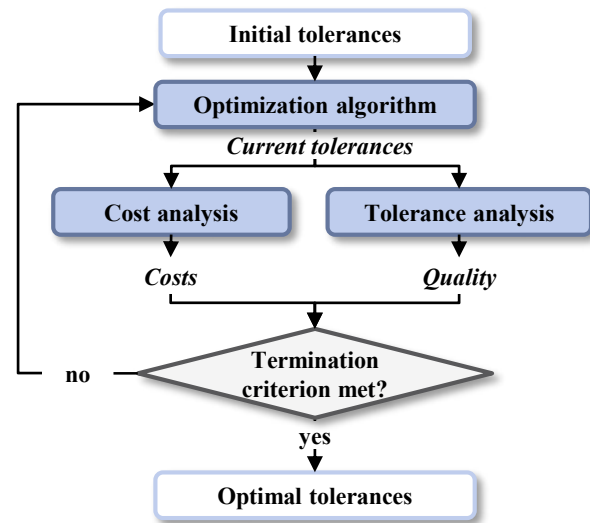 Initial tolerances
Optimization algorithm
Current tolerances
Cost analysis
Tolerance analysis
Costs
Quality
Termination
criterion met?
no
yes
Optimal tolerances